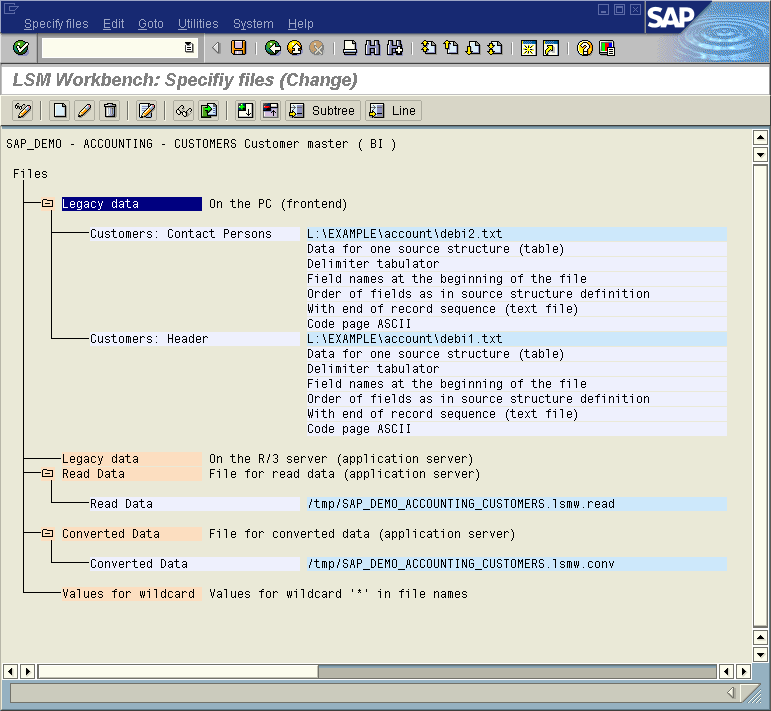 Specify files Edit Goto Utilities System Help
SAP
LSM Workbench: Specifiy files (Change)
Subtree Line
SAP_DEMO - ACCOUNTING - CUSTOMERS Customer master ( BI )
Files
Legacy data On the PC (frontend)
Customers: Contact Persons L:\EXAMPLE\account\debi2.txt
Data for one source structure (table)
Delimiter tabulator
Field names at the beginning of the file
Order of fields as in source structure definition
With end of record sequence (text file)
Code page ASCII
Customers: Header L:\EXAMPLE\account\debi1.txt
Data for one source structure (table)
Delimiter tabulator
Field names at the beginning of the file
Order of fields as in source structure definition
With end of record sequence (text file)
Code page ASCII
Legacy data On the R/3 server (application server)
Read Data File for read data (application server)
Read Data /tmp/SAP_DEMO_ACCOUNTING_CUSTOMERS.lsmw.read
Converted Data File for converted data (application server)
Converted Data /tmp/SAP_DEMO_ACCOUNTING_CUSTOMERS.lsmw.conv
Values for wildcard Values for wildcard '*' in file names